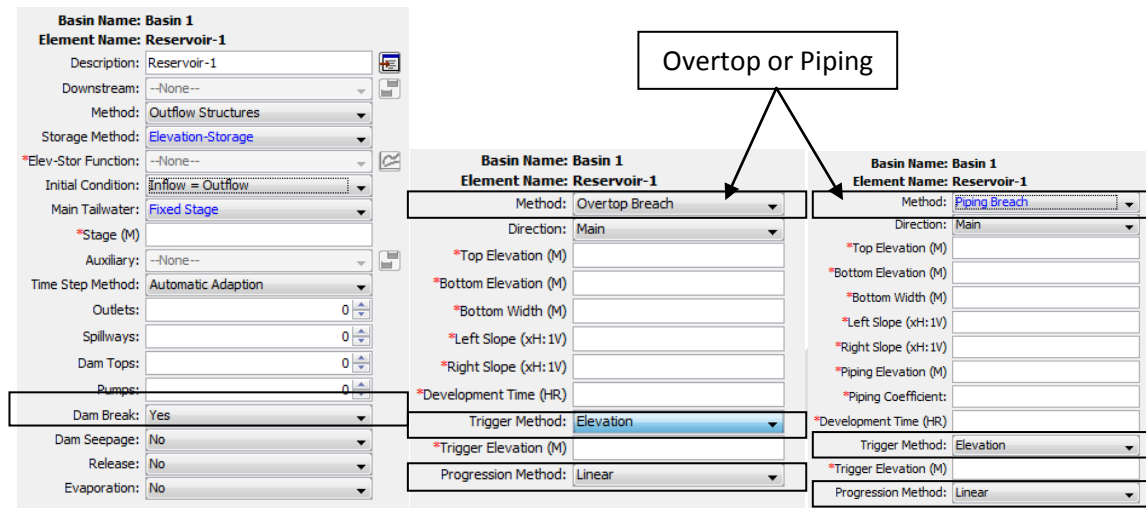 Basin Name: Basin 1
Element Name: Reservoir-1
Description: Reservoir-1
Downstream: --None--
Method: Outflow Structures
Storage Method: Elevation-Storage
*Elev-Stor Function: --None--
Initial Condition: Inflow = Outflow
Main Tailwater: Fixed Stage
*Stage (M)
Auxiliary: --None--
Time Step Method: Automatic Adaption
Outlets: 0
Spillways: 0
Dam Tops: 0
Pumps: 0
Dam Break: Yes
Dam Seepage: No
Release: No
Evaporation: No
Overtop or Piping
Basin Name: Basin 1
Element Name: Reservoir-1
Method: Overtop Breach
Direction: Main
*Top Elevation (M)
*Bottom Elevation (M)
*Bottom Width (M)
*Left Slope (xH:1V)
*Right Slope (xH:1V)
*Development Time (HR)
Trigger Method: Elevation
*Trigger Elevation (M)
Progression Method: Linear
Basin Name: Basin 1
Element Name: Reservoir-1
Method: Piping Breach
Direction: Main
*Top Elevation (M)
*Bottom Elevation (M)
*Bottom Width (M)
*Left Slope (xH:1V)
*Right Slope (xH:1V)
*Piping Elevation (M)
*Piping Coefficient:
*Development Time (HR)
Trigger Method: Elevation
*Trigger Elevation (M)
Progression Method: Linear